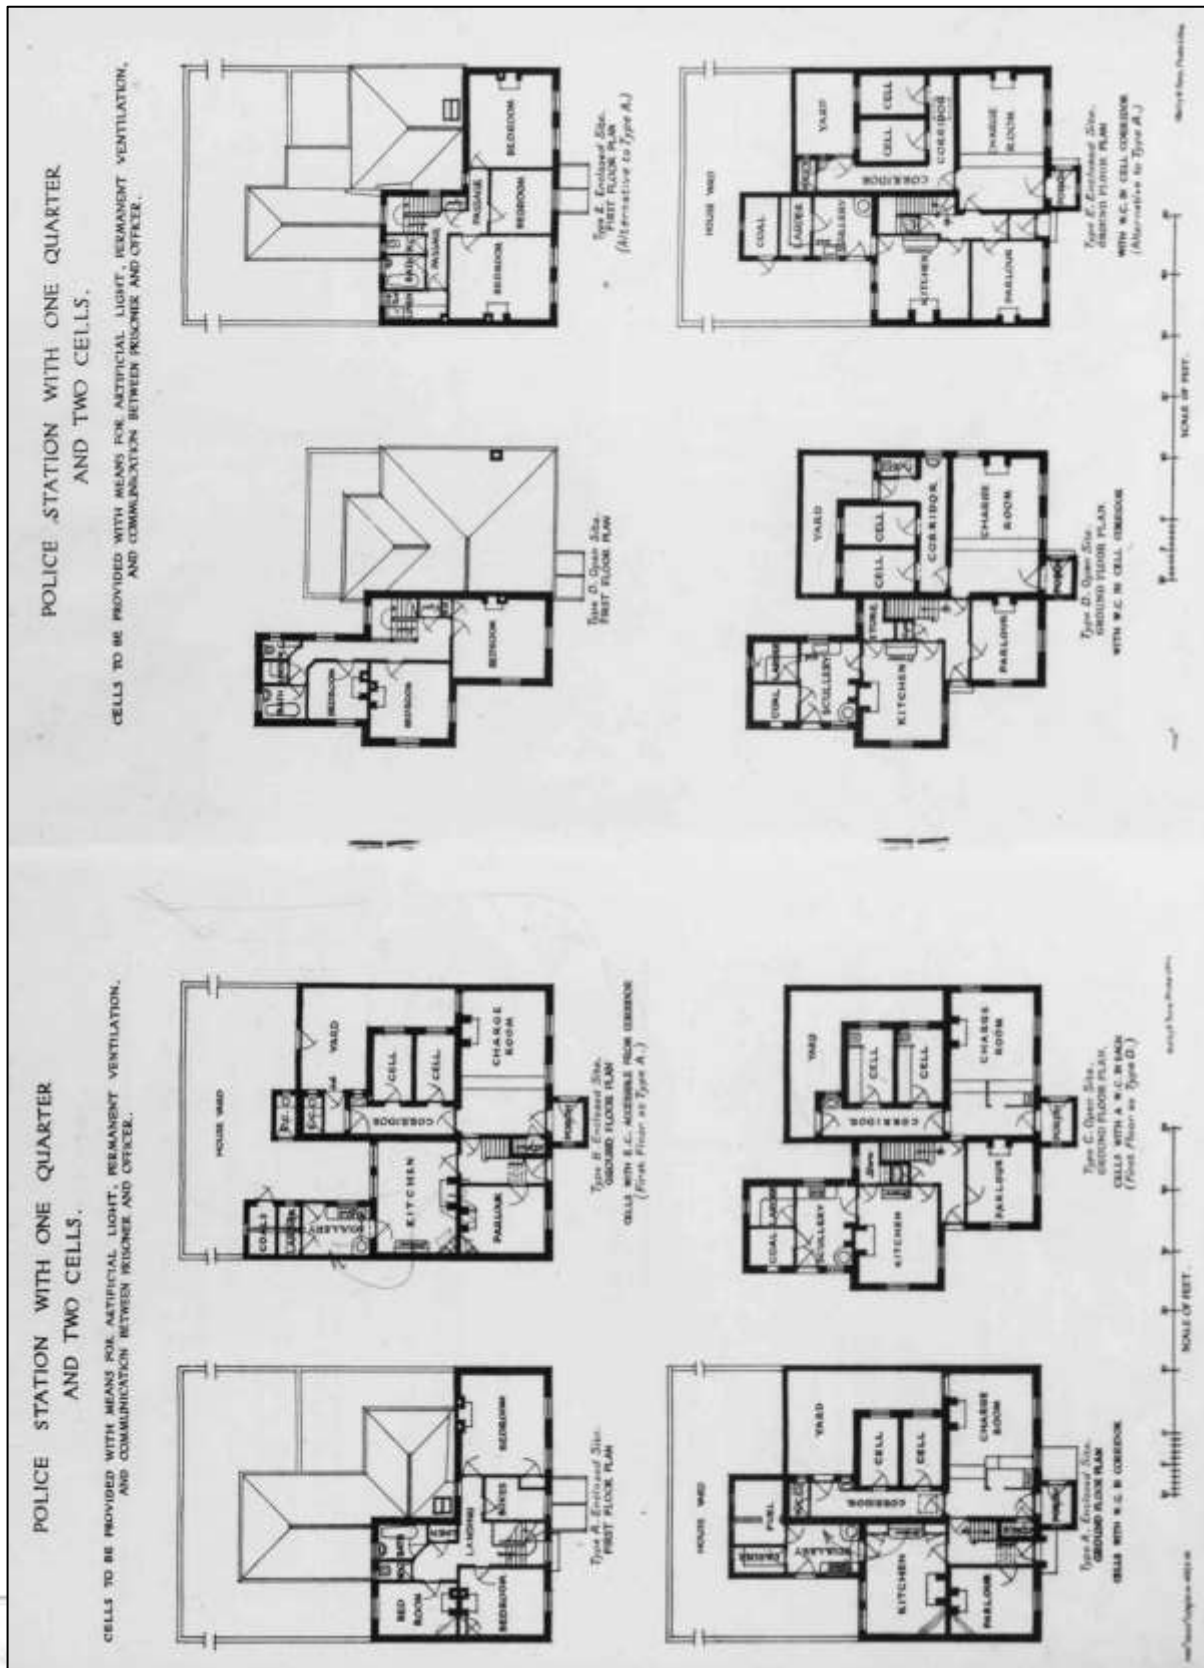 POLICE STATION WITH ONE QUARTER
AND TWO CELLS.
CELLS TO BE PROVIDED WITH MEANS FOR ARTIFICIAL LIGHT, PERMANENT VENTILATION,
AND COMMUNICATION BETWEEN PRISONER AND OFFICER.
BED ROOM
BATH
LINEN
LANDING
BEDROOM
BEDROOM
Type A. Enclosed Site.
FIRST FLOOR PLAN
HOUSE YARD
COALS
LARDER
SCULLERY
KITCHEN
PARLOUR
YARD
CELL
CELL
CORRIDOR
CHARGE ROOM
PORCH
Type B. Enclosed Site.
GROUND FLOOR PLAN
CELLS WITH E.C. ACCESSIBLE FROM CORRIDOR
(First Floor as Type A.)
HOUSE YARD
FUEL
LARDER
SCULLERY
KITCHEN
PARLOUR
YARD
CELL
CELL
CORRIDOR
CHARGE ROOM
PORCH
Type A. Enclosed Site.
GROUND FLOOR PLAN
CELLS WITH W.C. IN CORRIDOR
COAL
LARDER
SCULLERY
KITCHEN
Store
PARLOUR
YARD
CELL
CELL
CORRIDOR
CHARGE ROOM
PORCH
Type C. Open Site.
GROUND FLOOR PLAN.
CELLS WITH A W.C. IN EACH
(First Floor as Type D.)
SCALE OF FEET.
POLICE STATION WITH ONE QUARTER
AND TWO CELLS.
CELLS TO BE PROVIDED WITH MEANS FOR ARTIFICIAL LIGHT, PERMANENT VENTILATION,
AND COMMUNICATION BETWEEN PRISONER AND OFFICER.
BATH
BEDROOM
BEDROOM
BEDROOM
Type D. Open Site.
FIRST FLOOR PLAN
LINEN
BATH
PASSAGE
PASSAGE
BEDROOM
BEDROOM
BEDROOM
Type E. Enclosed Site.
FIRST FLOOR PLAN
(Alternative to Type A.)
COAL
LARDER
SCULLERY
KITCHEN
STORE
PARLOUR
YARD
CELL
CELL
CORRIDOR
CHARGE ROOM
PORCH
Type D. Open Site.
GROUND FLOOR PLAN.
WITH W.C. IN CELL CORRIDOR
HOUSE YARD
COAL
LARDER
SCULLERY
KITCHEN
PARLOUR
YARD
CELL
CELL
CORRIDOR
CORRIDOR
CHARGE ROOM
PORCH
Type E. Enclosed Site.
GROUND FLOOR PLAN
WITH W.C. IN CELL CORRIDOR
(Alternative to Type A.)
SCALE OF FEET.